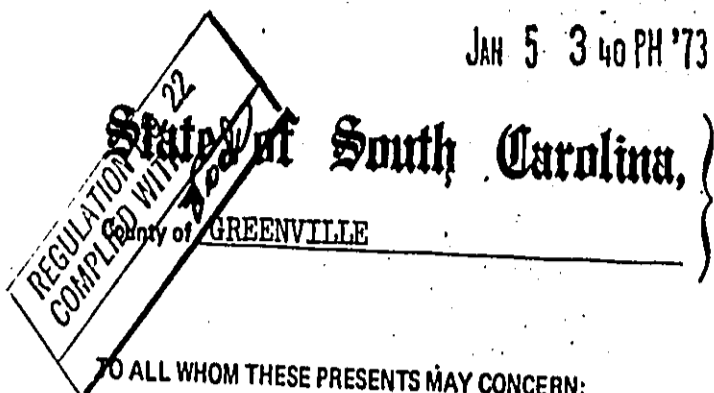 JAN 5 3 40 PM '73
REGULATION 22
COMPLIED WITH
State of South Carolina,
County of GREENVILLE
TO ALL WHOM THESE PRESENTS MAY CONCERN: